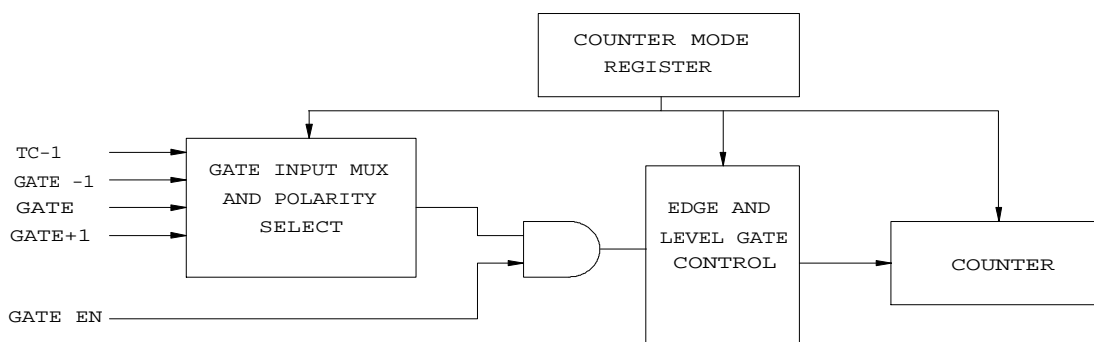 COUNTER MODE
REGISTER
TC-1
GATE -1
GATE
GATE+1
GATE INPUT MUX
AND POLARITY
SELECT
GATE EN
EDGE AND
LEVEL GATE
CONTROL
COUNTER